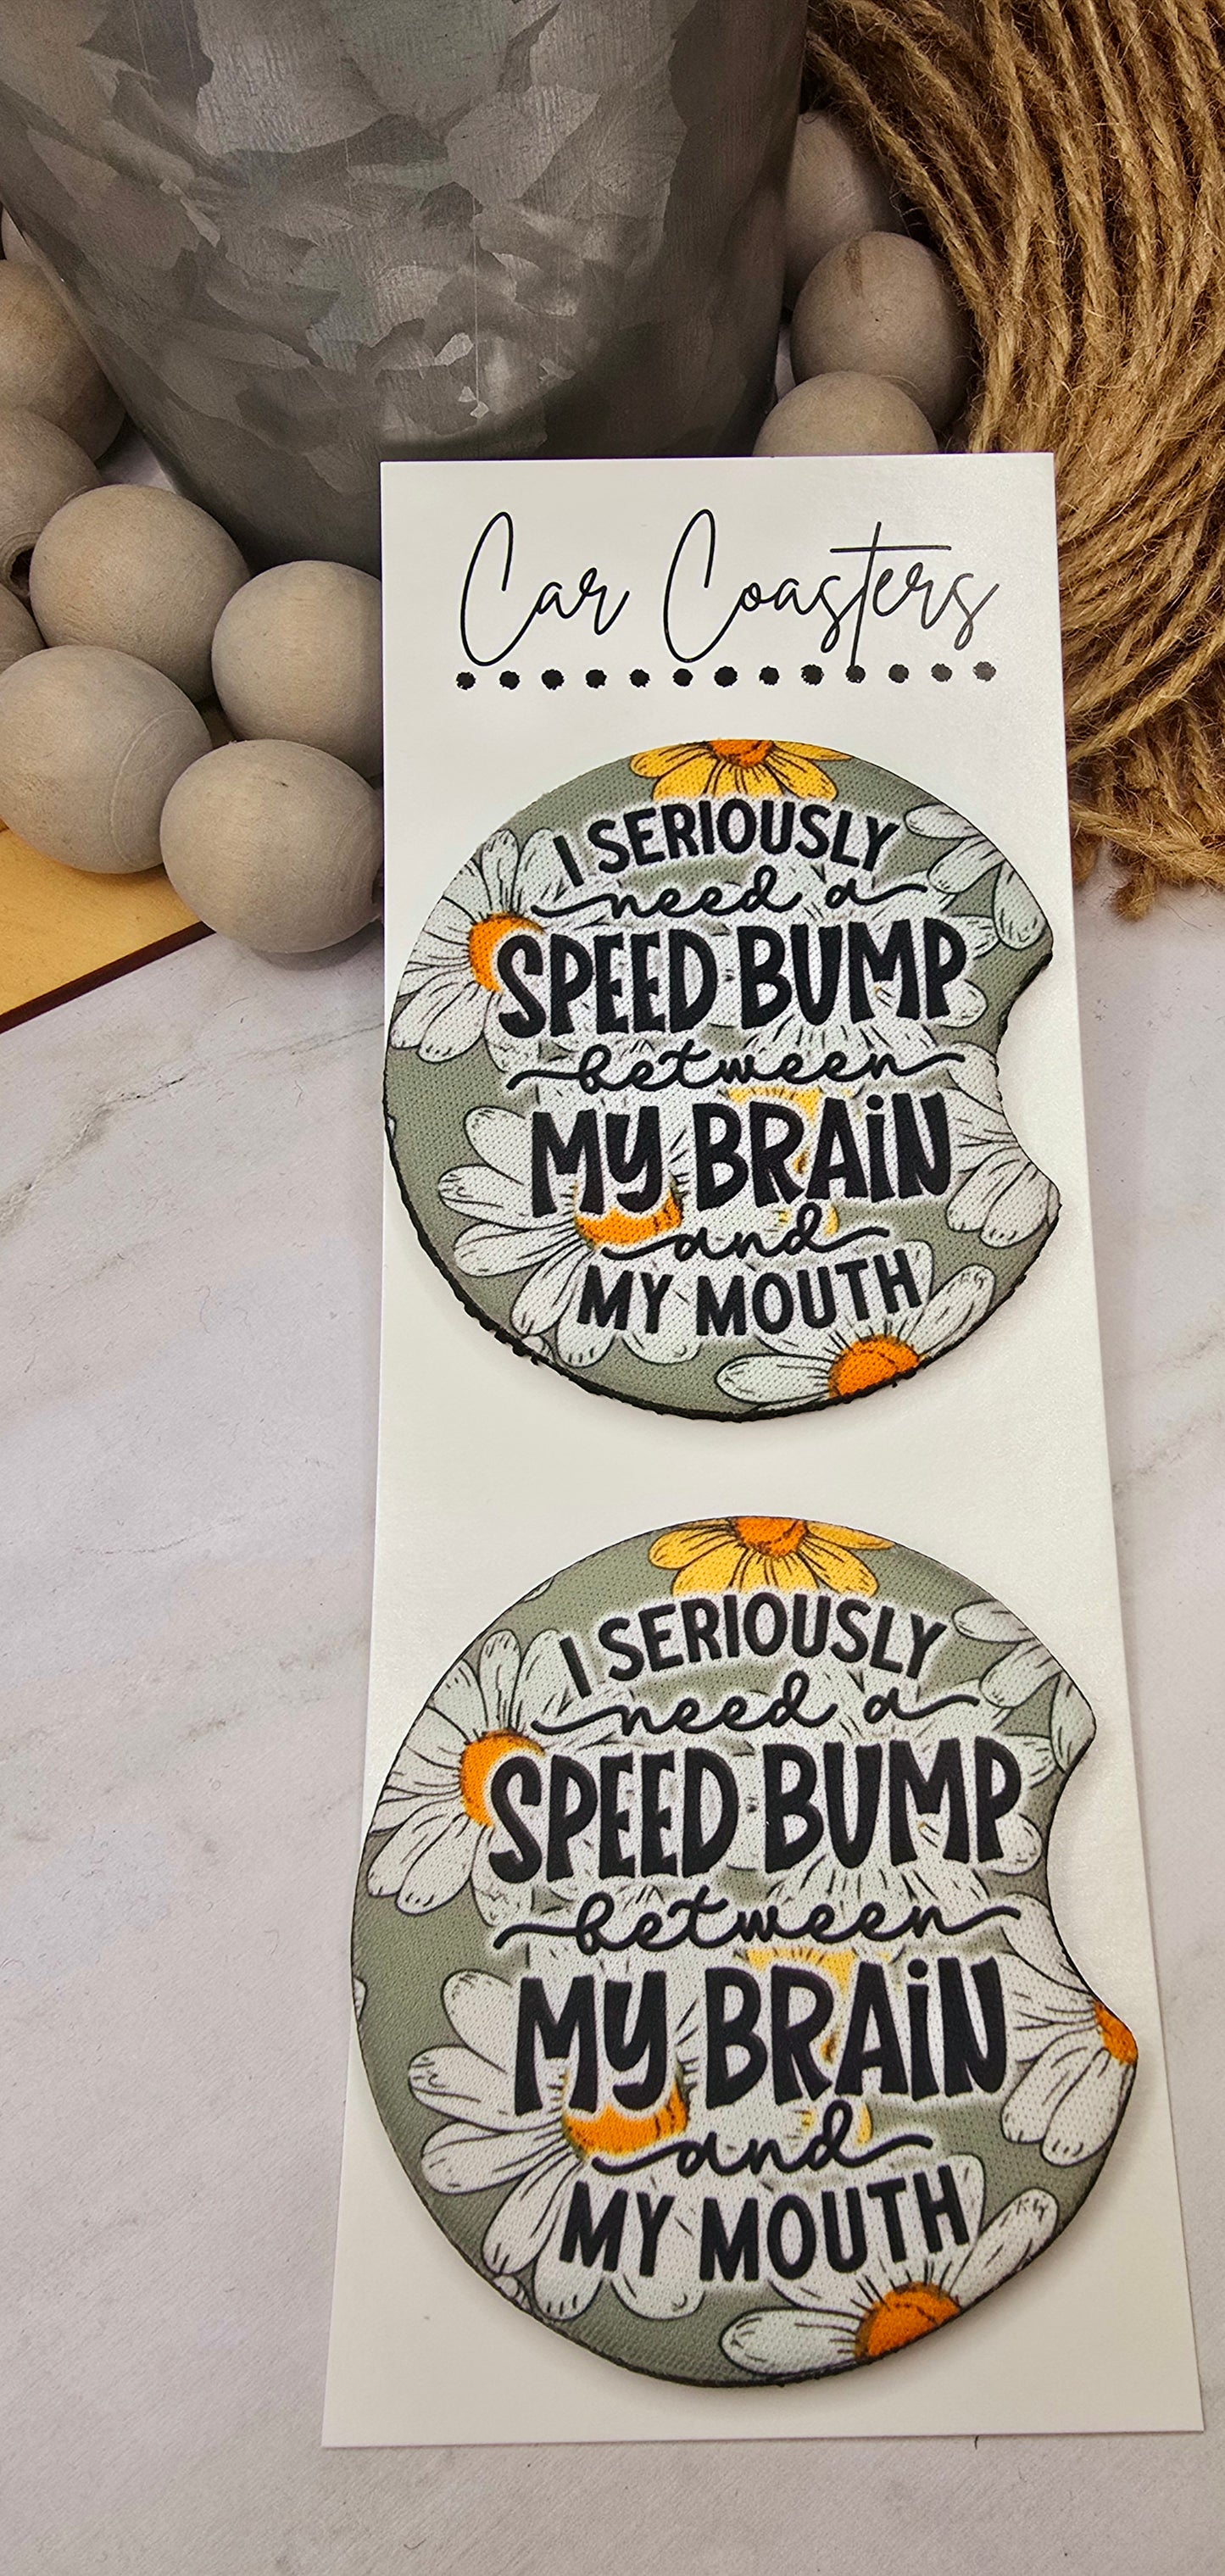 Car Coasters
I SERIOUSLY
need a
SPEED BUMP
between
MY BRAiN
and
MY MOUTH
I SERIOUSLY
need a
SPEED BUMP
between
MY BRAiN
and
MY MOUTH